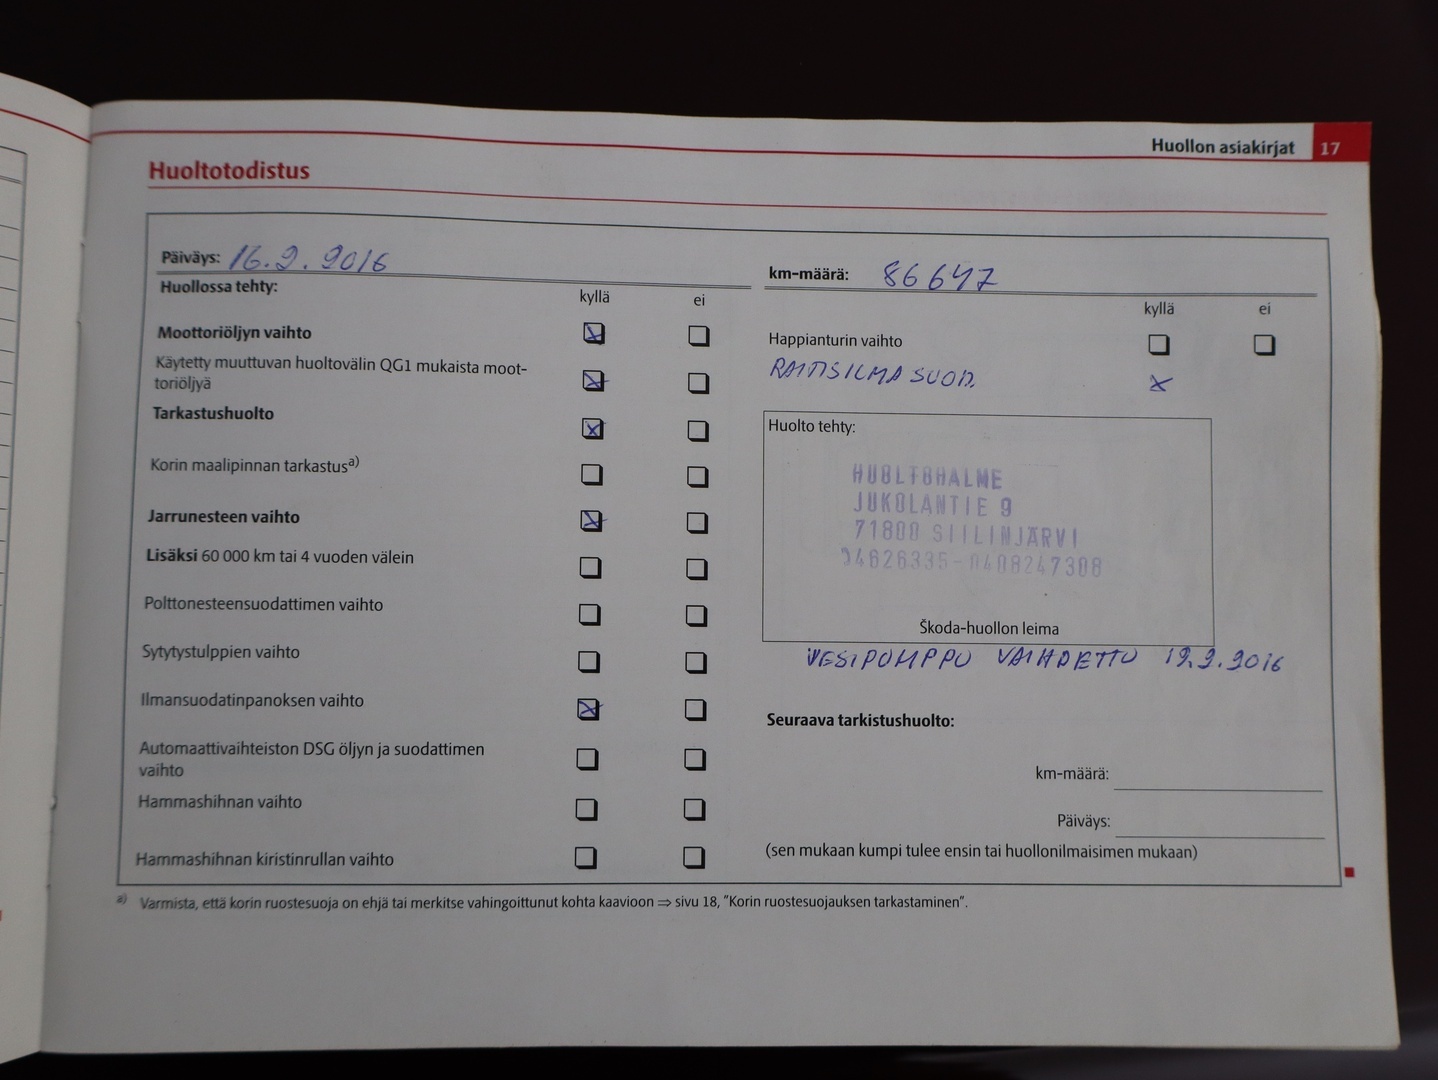 Huollon asiakirjat 17
Huoltotodistus
Päiväys: 16.2.2016
km-määrä: 86647
Huollossa tehty:
kyllä ei
kyllä ei
Moottoriöljyn vaihto
Käytetty muuttuvan huoltovälin QG1 mukaista moot-
toriöljyä
Tarkastushuolto
Korin maalipinnan tarkastusa)
Jarrunesteen vaihto
Lisäksi 60 000 km tai 4 vuoden välein
Polttonesteensuodattimen vaihto
Sytytystulppien vaihto
Ilmansuodatinpanoksen vaihto
Automaattivaihteiston DSG öljyn ja suodattimen
vaihto
Hammashihnan vaihto
Hammashihnan kiristinrullan vaihto
Happianturin vaihto
RAITISILMASUOD.
Huolto tehty:
HUOLTOHALME
JUKOLANTIE 9
71800 SIILINJÄRVI
0408247308
Škoda-huollon leima
VESIPUMPPU VAIHDETTU 19.2.2016
Seuraava tarkistushuolto:
km-määrä:
Päiväys:
(sen mukaan kumpi tulee ensin tai huollonilmaisimen mukaan)
a) Varmista, että korin ruostesuoja on ehjä tai merkitse vahingoittunut kohta kaavioon ⇒ sivu 18, "Korin ruostesuojauksen tarkastaminen".